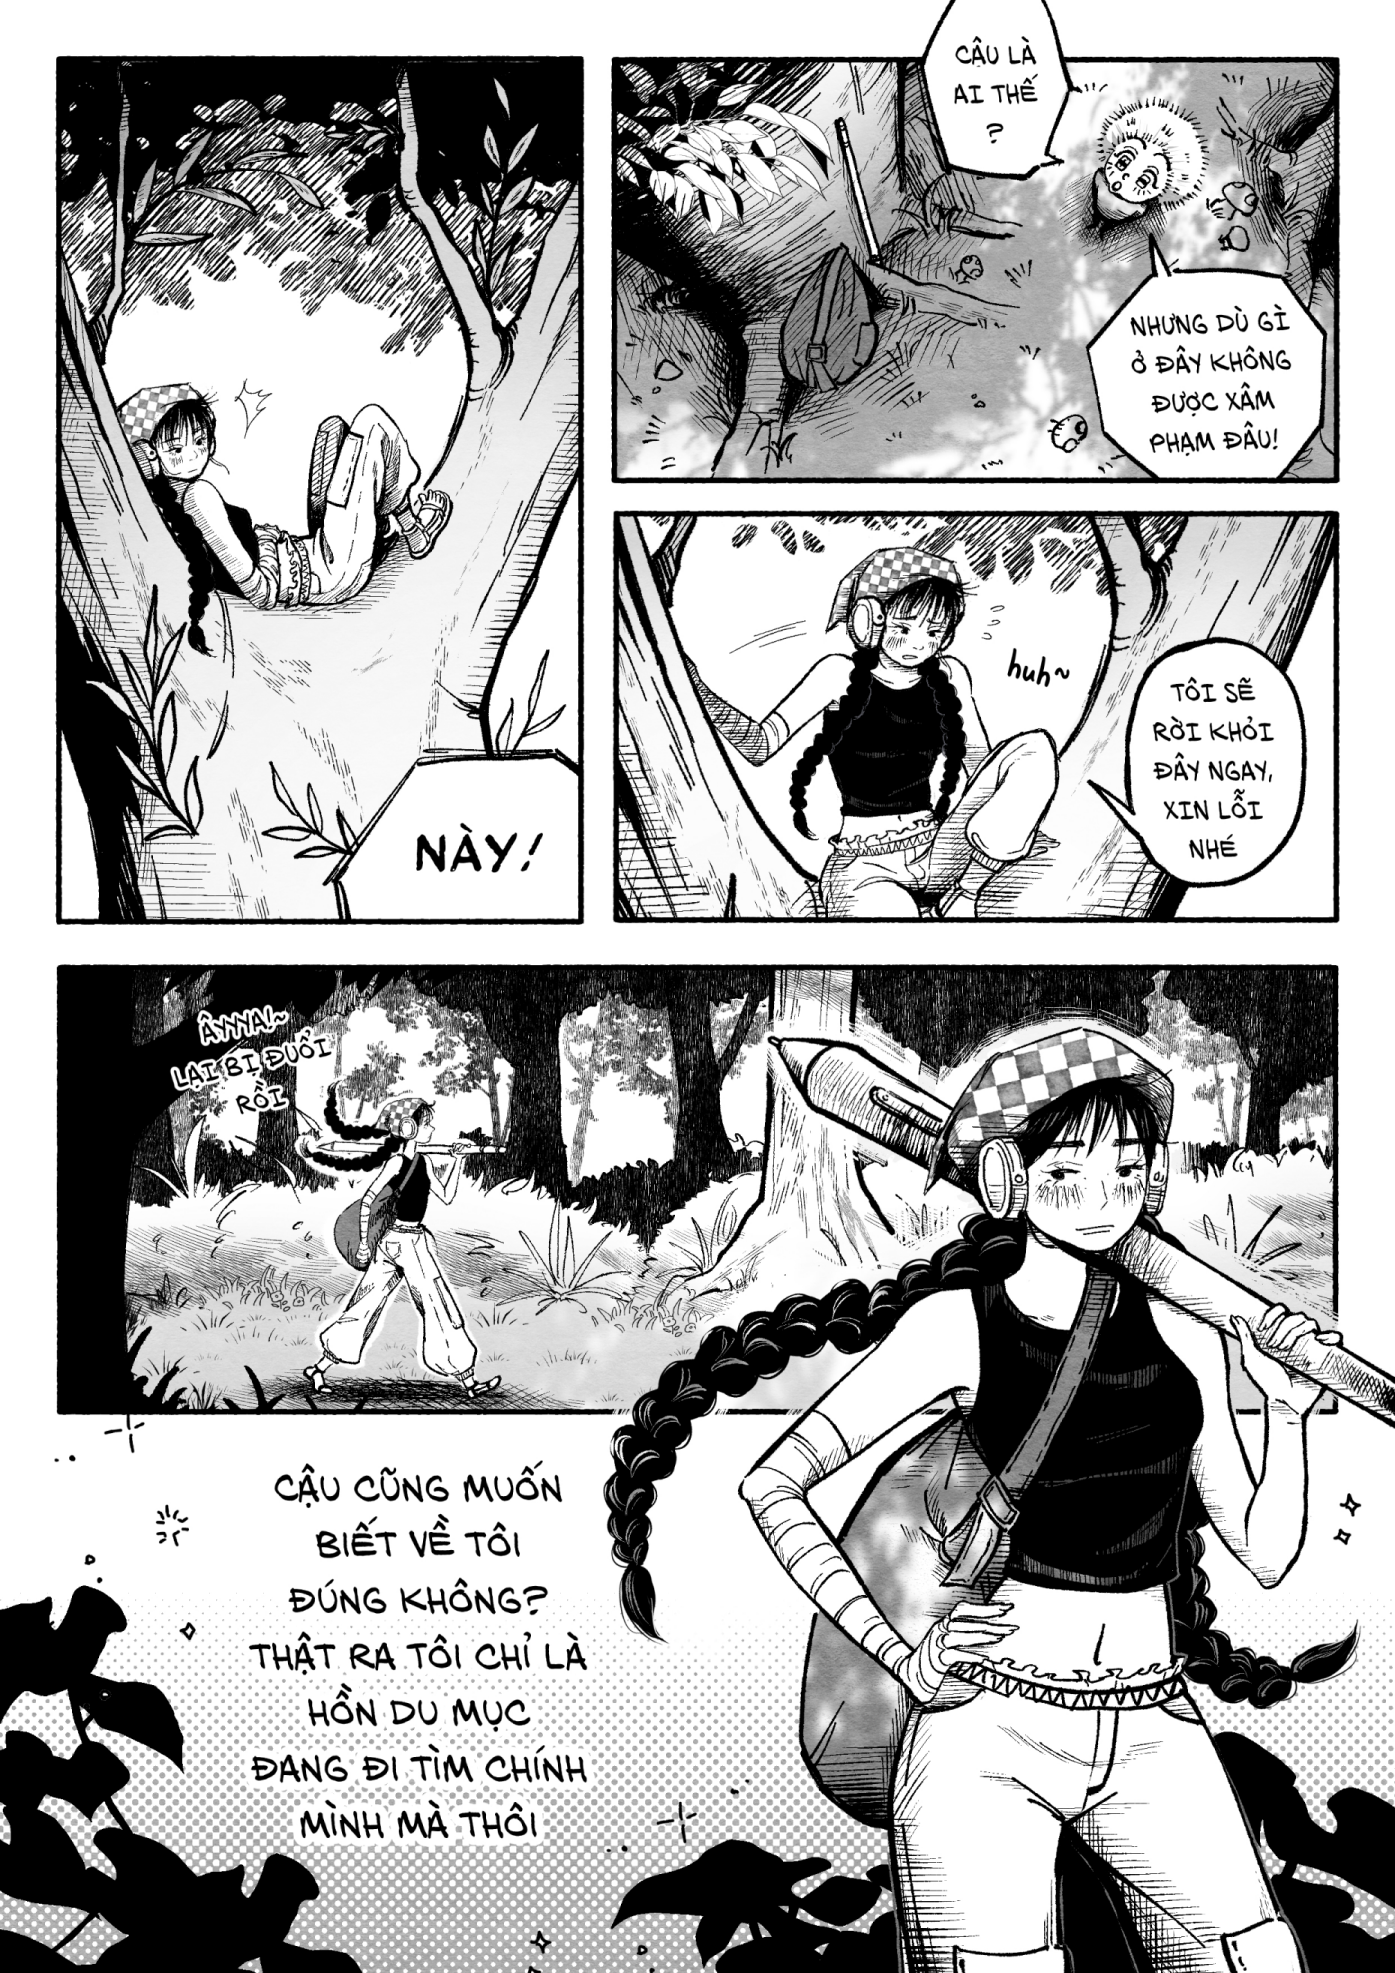 NÀY!
CẬU LÀ
AI THẾ
?
NHƯNG DÙ GÌ
Ở ĐÂY KHÔNG
ĐƯỢC XÂM
PHẠM ĐÂU!
huh~
TÔI SẼ
RỜI KHỎI
ĐÂY NGAY,
XIN LỖI
NHÉ
ÂYYYA!~
LẠI BỊ ĐUỔI
RỒI
CẬU CŨNG MUỐN
BIẾT VỀ TÔI
ĐÚNG KHÔNG?
THẬT RA TÔI CHỈ LÀ
HỒN DU MỤC
ĐANG ĐI TÌM CHÍNH
MÌNH MÀ THÔI